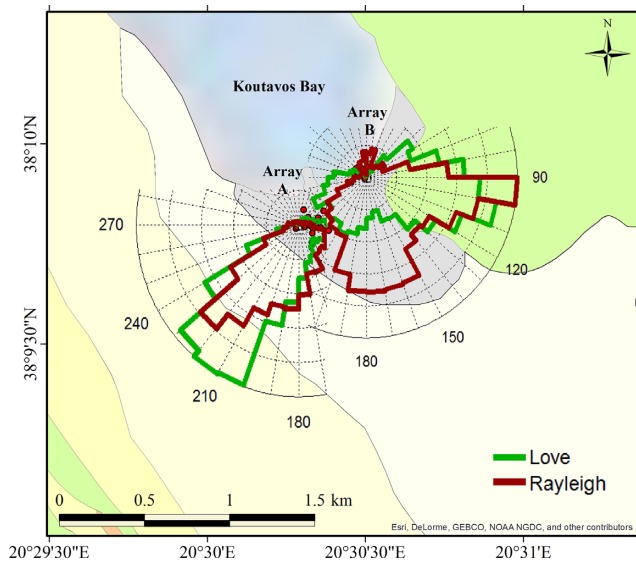 N
Koutavos Bay
Array
B
Array
A
38°10'N
90
270
120
240
38°9'30"N
150
180
210
180
Love
Rayleigh
0 0.5 1 1.5 km
Esri, DeLorme, GEBCO, NOAA NGDC, and other contributors
20°29'30"E 20°30'E 20°30'30"E 20°31'E